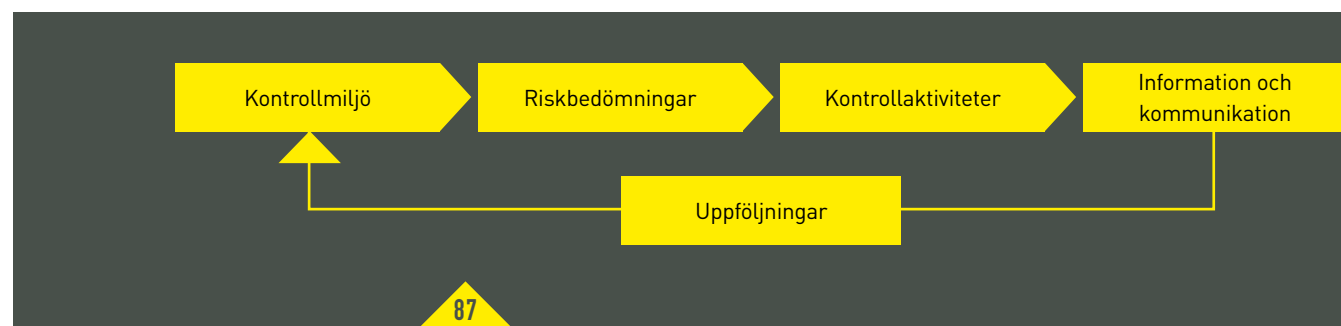 Kontrollmiljö
Riskbedömningar
Kontrollaktiviteter
Information och
kommunikation
Uppföljningar
87